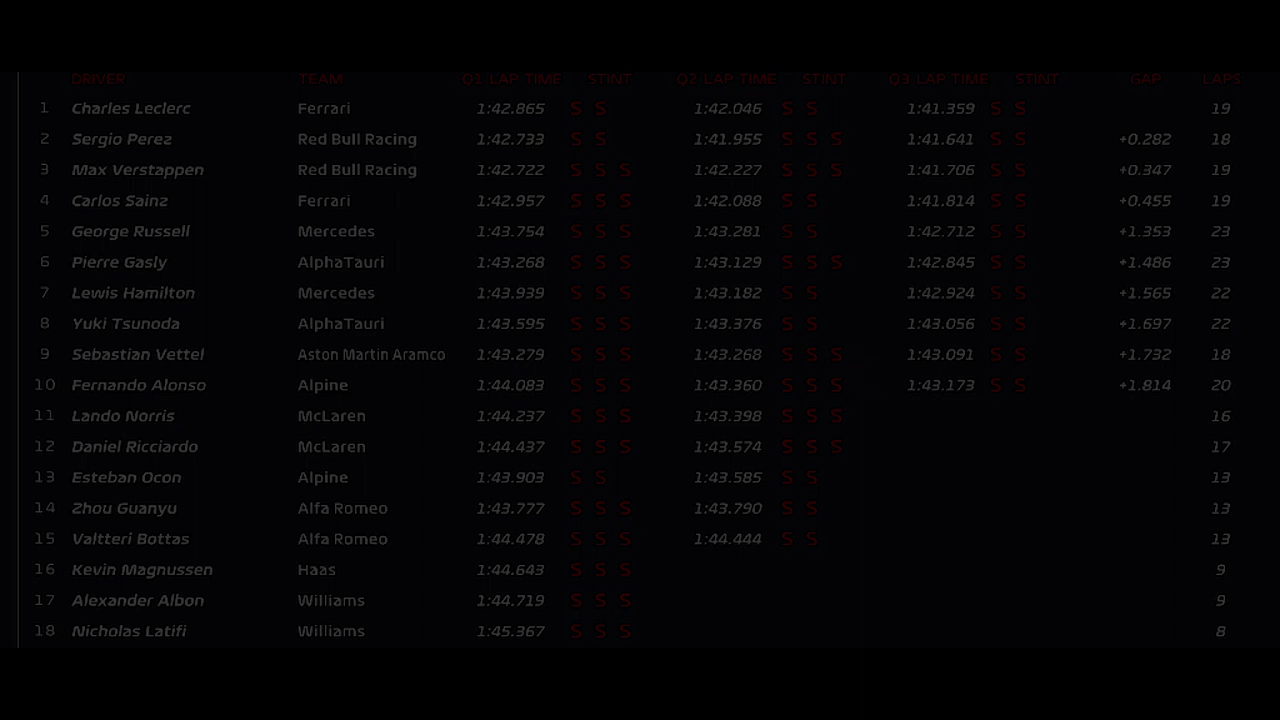 DRIVER TEAM Q1 LAP TIME STINT Q2 LAP TIME STINT Q3 LAP TIME STINT GAP LAPS
1 Charles Leclerc Ferrari 1:42.865 S S 1:42.046 S S 1:41.359 S S 19
2 Sergio Perez Red Bull Racing 1:42.733 S S 1:41.955 S S S 1:41.641 S S +0.282 18
3 Max Verstappen Red Bull Racing 1:42.722 S S S 1:42.227 S S S 1:41.706 S S +0.347 19
4 Carlos Sainz Ferrari 1:42.957 S S S 1:42.088 S S 1:41.814 S S +0.455 19
5 George Russell Mercedes 1:43.754 S S S 1:43.281 S S 1:42.712 S S +1.353 23
6 Pierre Gasly AlphaTauri 1:43.268 S S S 1:43.129 S S S 1:42.845 S S +1.486 23
7 Lewis Hamilton Mercedes 1:43.939 S S S 1:43.182 S S 1:42.924 S S +1.565 22
8 Yuki Tsunoda AlphaTauri 1:43.595 S S S 1:43.376 S S 1:43.056 S S +1.697 22
9 Sebastian Vettel Aston Martin Aramco 1:43.279 S S S 1:43.268 S S S 1:43.091 S S +1.732 18
10 Fernando Alonso Alpine 1:44.083 S S S 1:43.360 S S S 1:43.173 S S +1.814 20
11 Lando Norris McLaren 1:44.237 S S S 1:43.398 S S S 16
12 Daniel Ricciardo McLaren 1:44.437 S S S 1:43.574 S S S 17
13 Esteban Ocon Alpine 1:43.903 S S 1:43.585 S S 13
14 Zhou Guanyu Alfa Romeo 1:43.777 S S S 1:43.790 S S 13
15 Valtteri Bottas Alfa Romeo 1:44.478 S S S 1:44.444 S S 13
16 Kevin Magnussen Haas 1:44.643 S S S 9
17 Alexander Albon Williams 1:44.719 S S S 9
18 Nicholas Latifi Williams 1:45.367 S S S 8